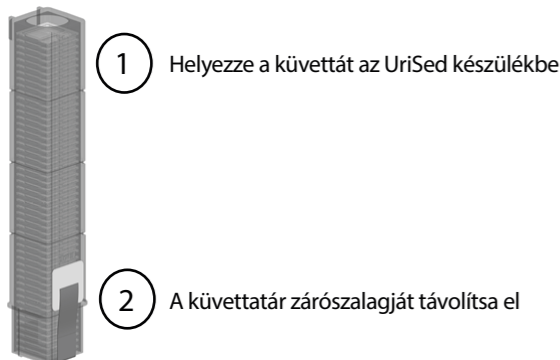 1 Helyezze a küvettát az UriSed készülékbe
2 A küvettatár zárószalagját távolítsa el